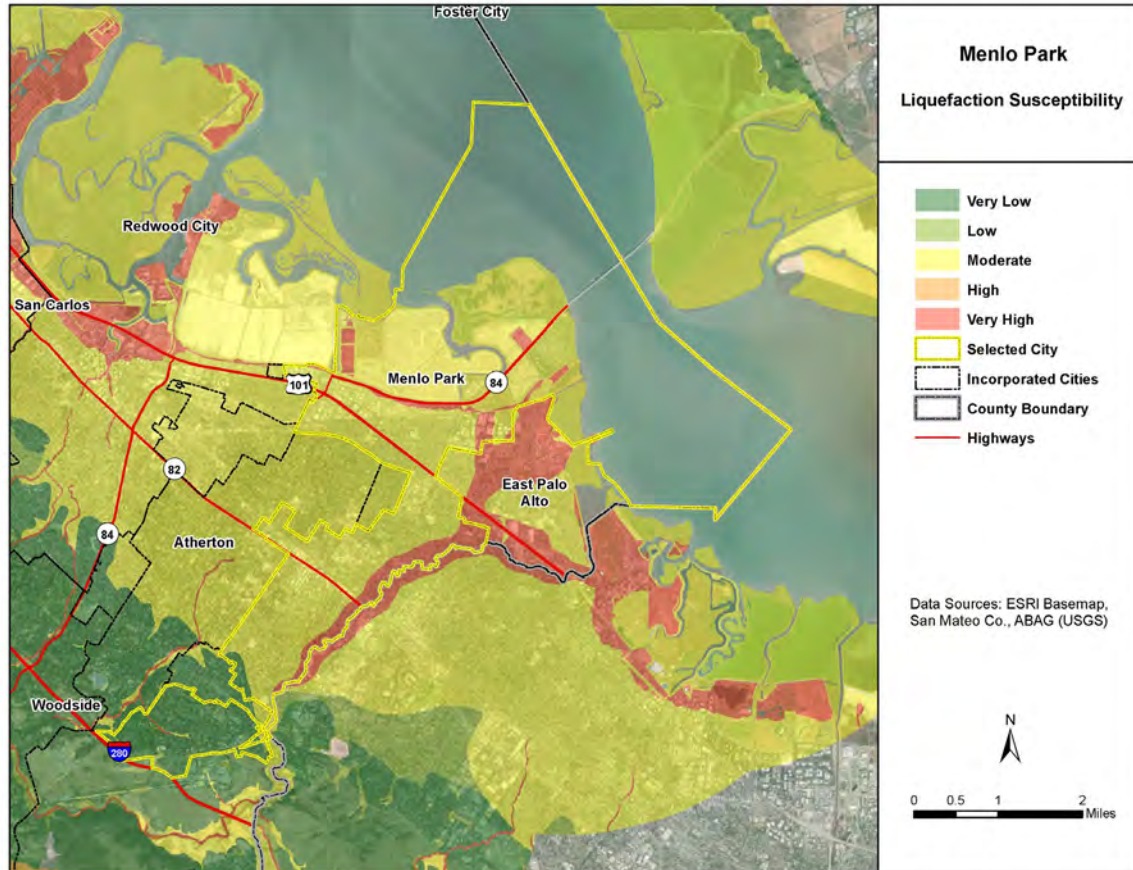 Foster City
Menlo Park
Liquefaction Susceptibility
Very Low
Low
Moderate
High
Very High
Selected City
Incorporated Cities
County Boundary
Highways
Redwood City
San Carlos
101
Menlo Park
84
82
East Palo
Alto
84
Atherton
Woodside
280
Data Sources: ESRI Basemap,
San Mateo Co., ABAG (USGS)
N
0 0.5 1 2
Miles